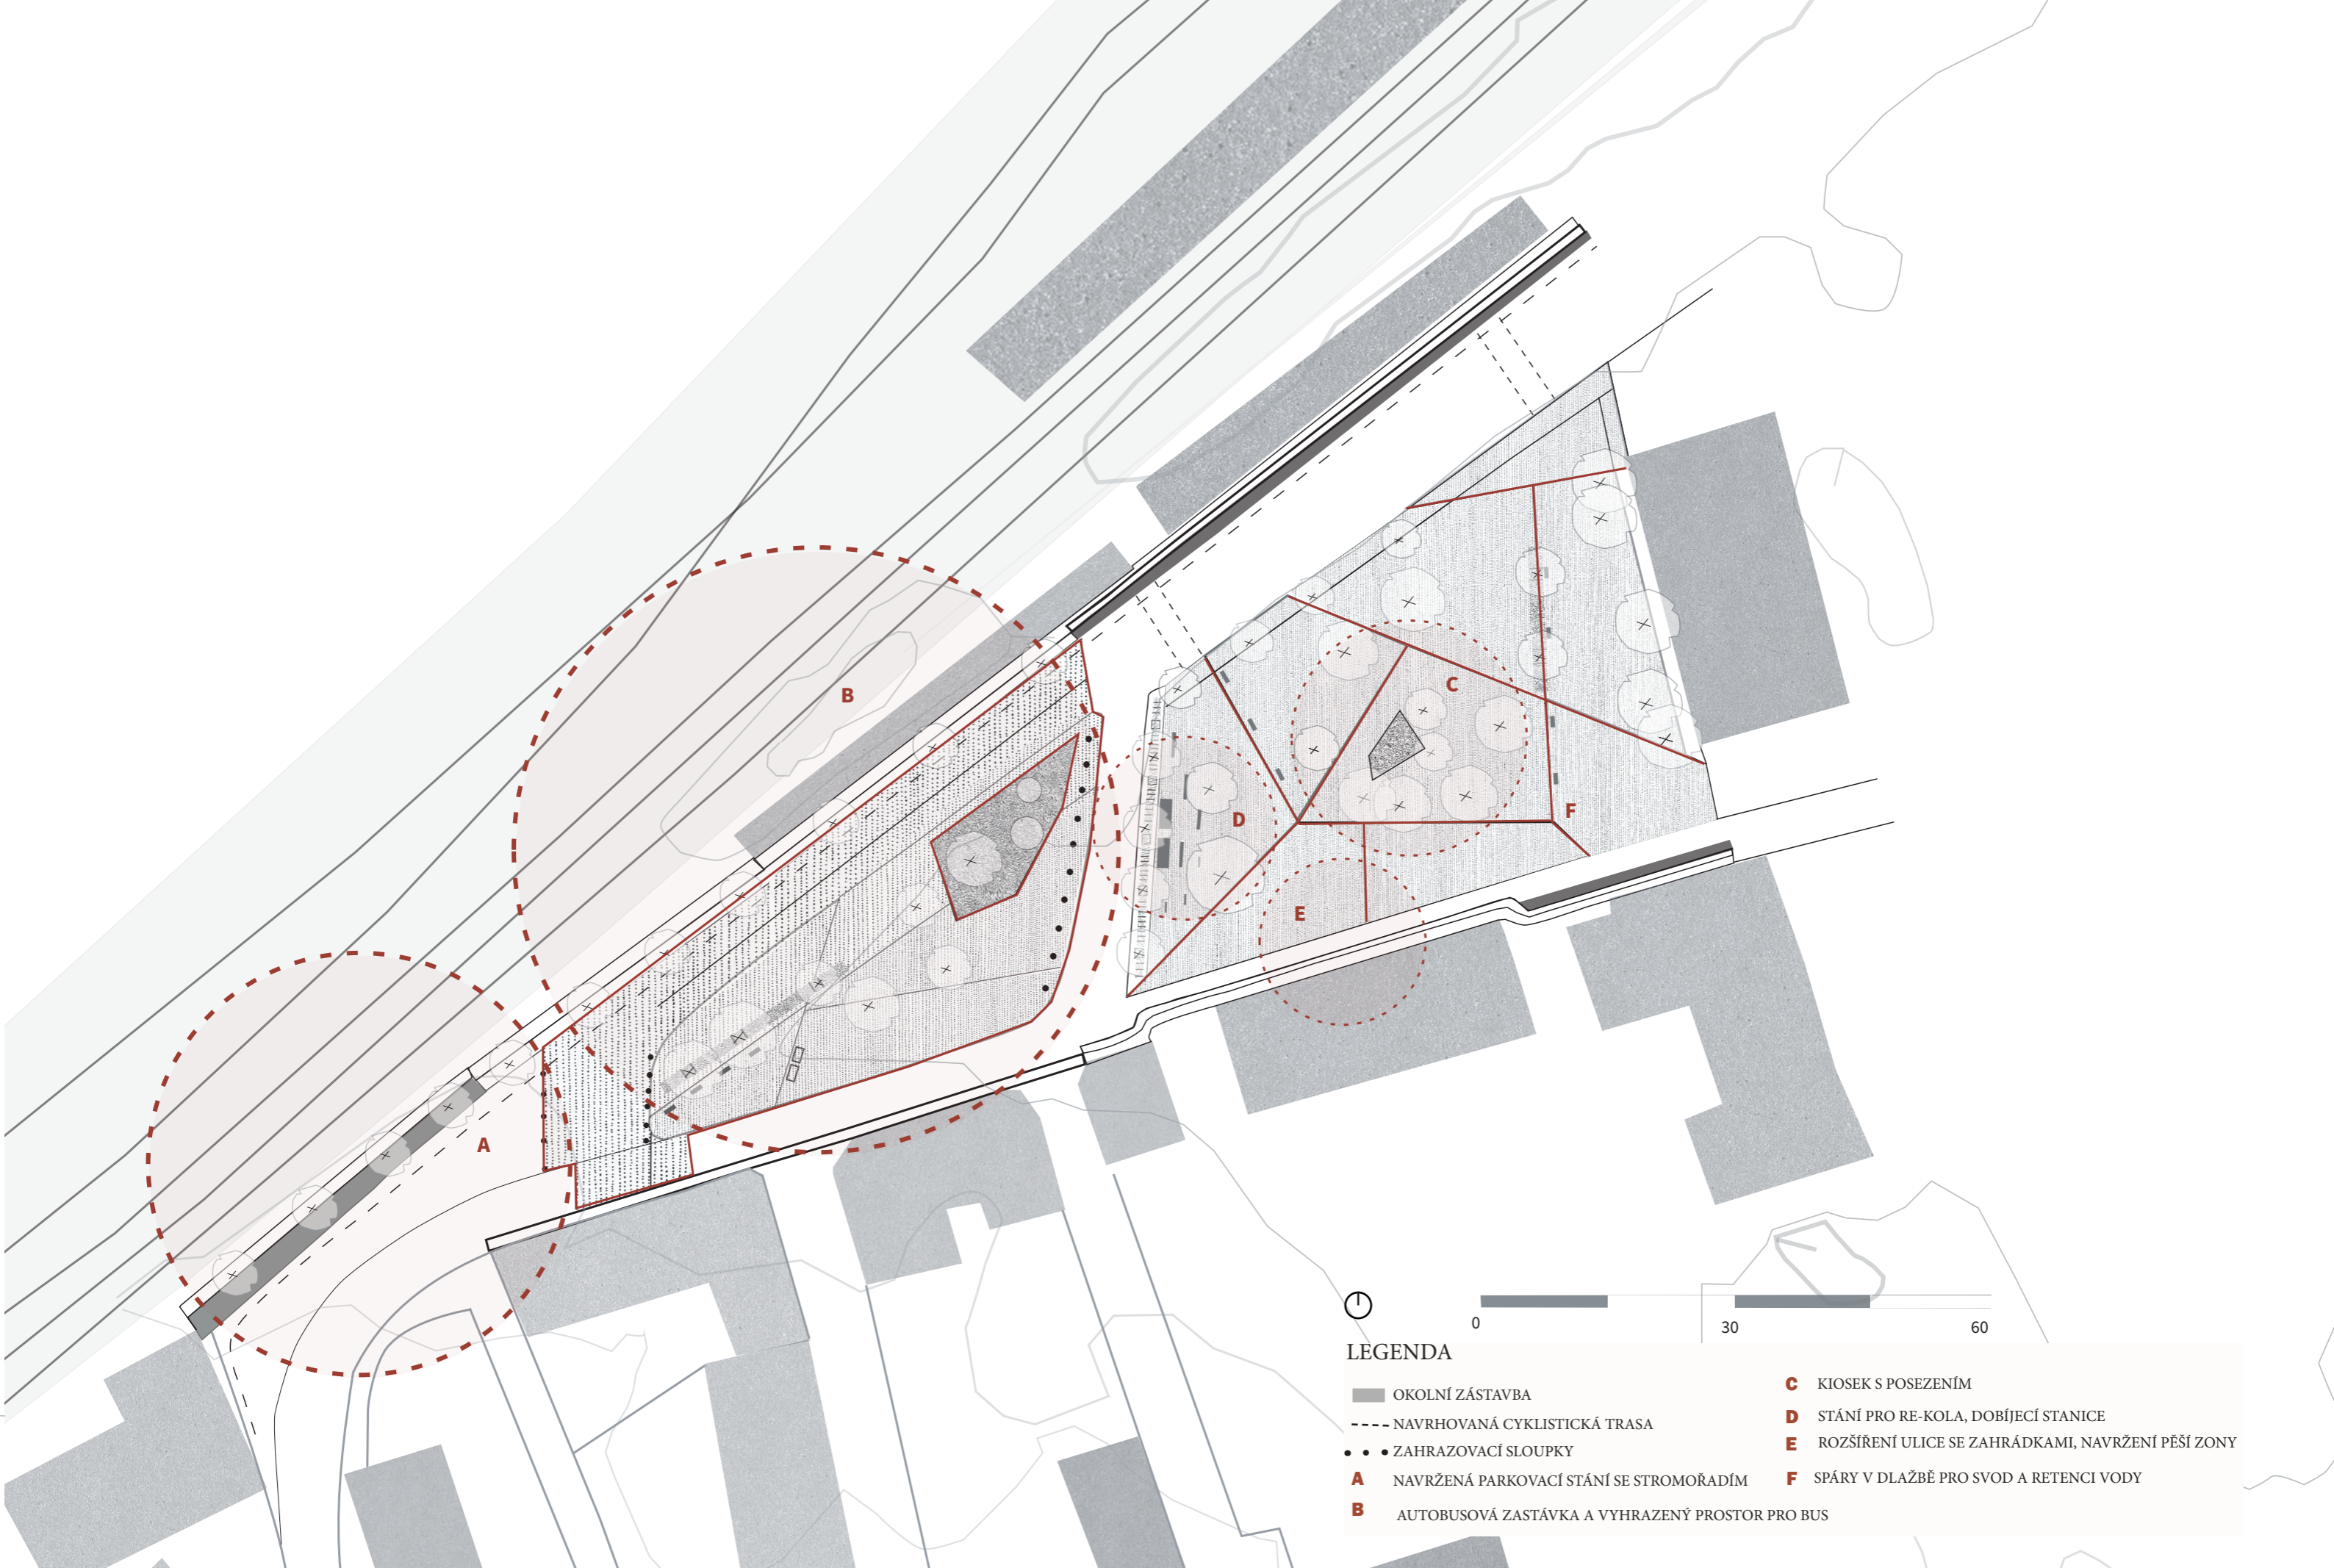 B
C
D
F
E
A
0
30
60
LEGENDA
OKOLNÍ ZÁSTAVBA
NAVRHOVANÁ CYKLISTICKÁ TRASA
ZAHRAZOVACÍ SLOUPKY
A NAVRŽENÁ PARKOVACÍ STÁNÍ SE STROMOŘADÍM
B AUTOBUSOVÁ ZASTÁVKA A VYHRAZENÝ PROSTOR PRO BUS
C KIOSEK S POSEZENÍM
D STÁNÍ PRO RE-KOLA, DOBÍJECÍ STANICE
E ROZŠÍŘENÍ ULICE SE ZAHRÁDKAMI, NAVRŽENÍ PĚŠÍ ZONY
F SPÁRY V DLAŽBĚ PRO SVOD A RETENCI VODY